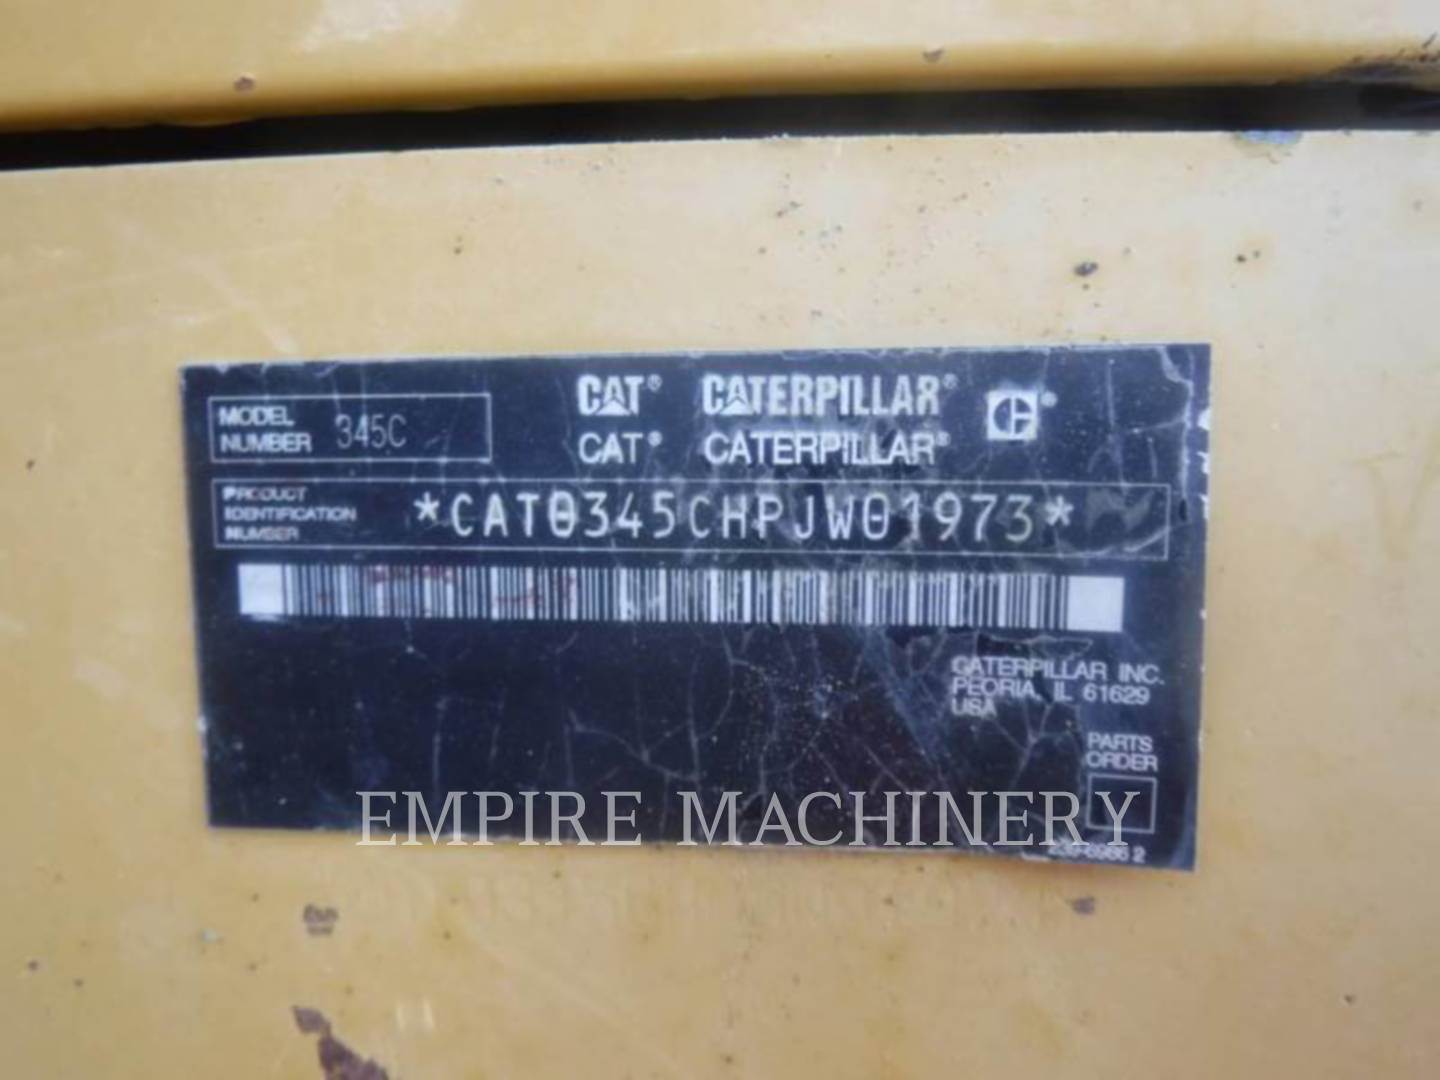 MODEL
NUMBER 345C
CAT® CATERPILLAR®
CAT® CATERPILLAR®
PRODUCT
IDENTIFICATION
NUMBER
*CAT0345CHPJW01973*
CATERPILLAR INC.
PEORIA, IL 61629
USA
PARTS
ORDER
EMPIRE MACHINERY